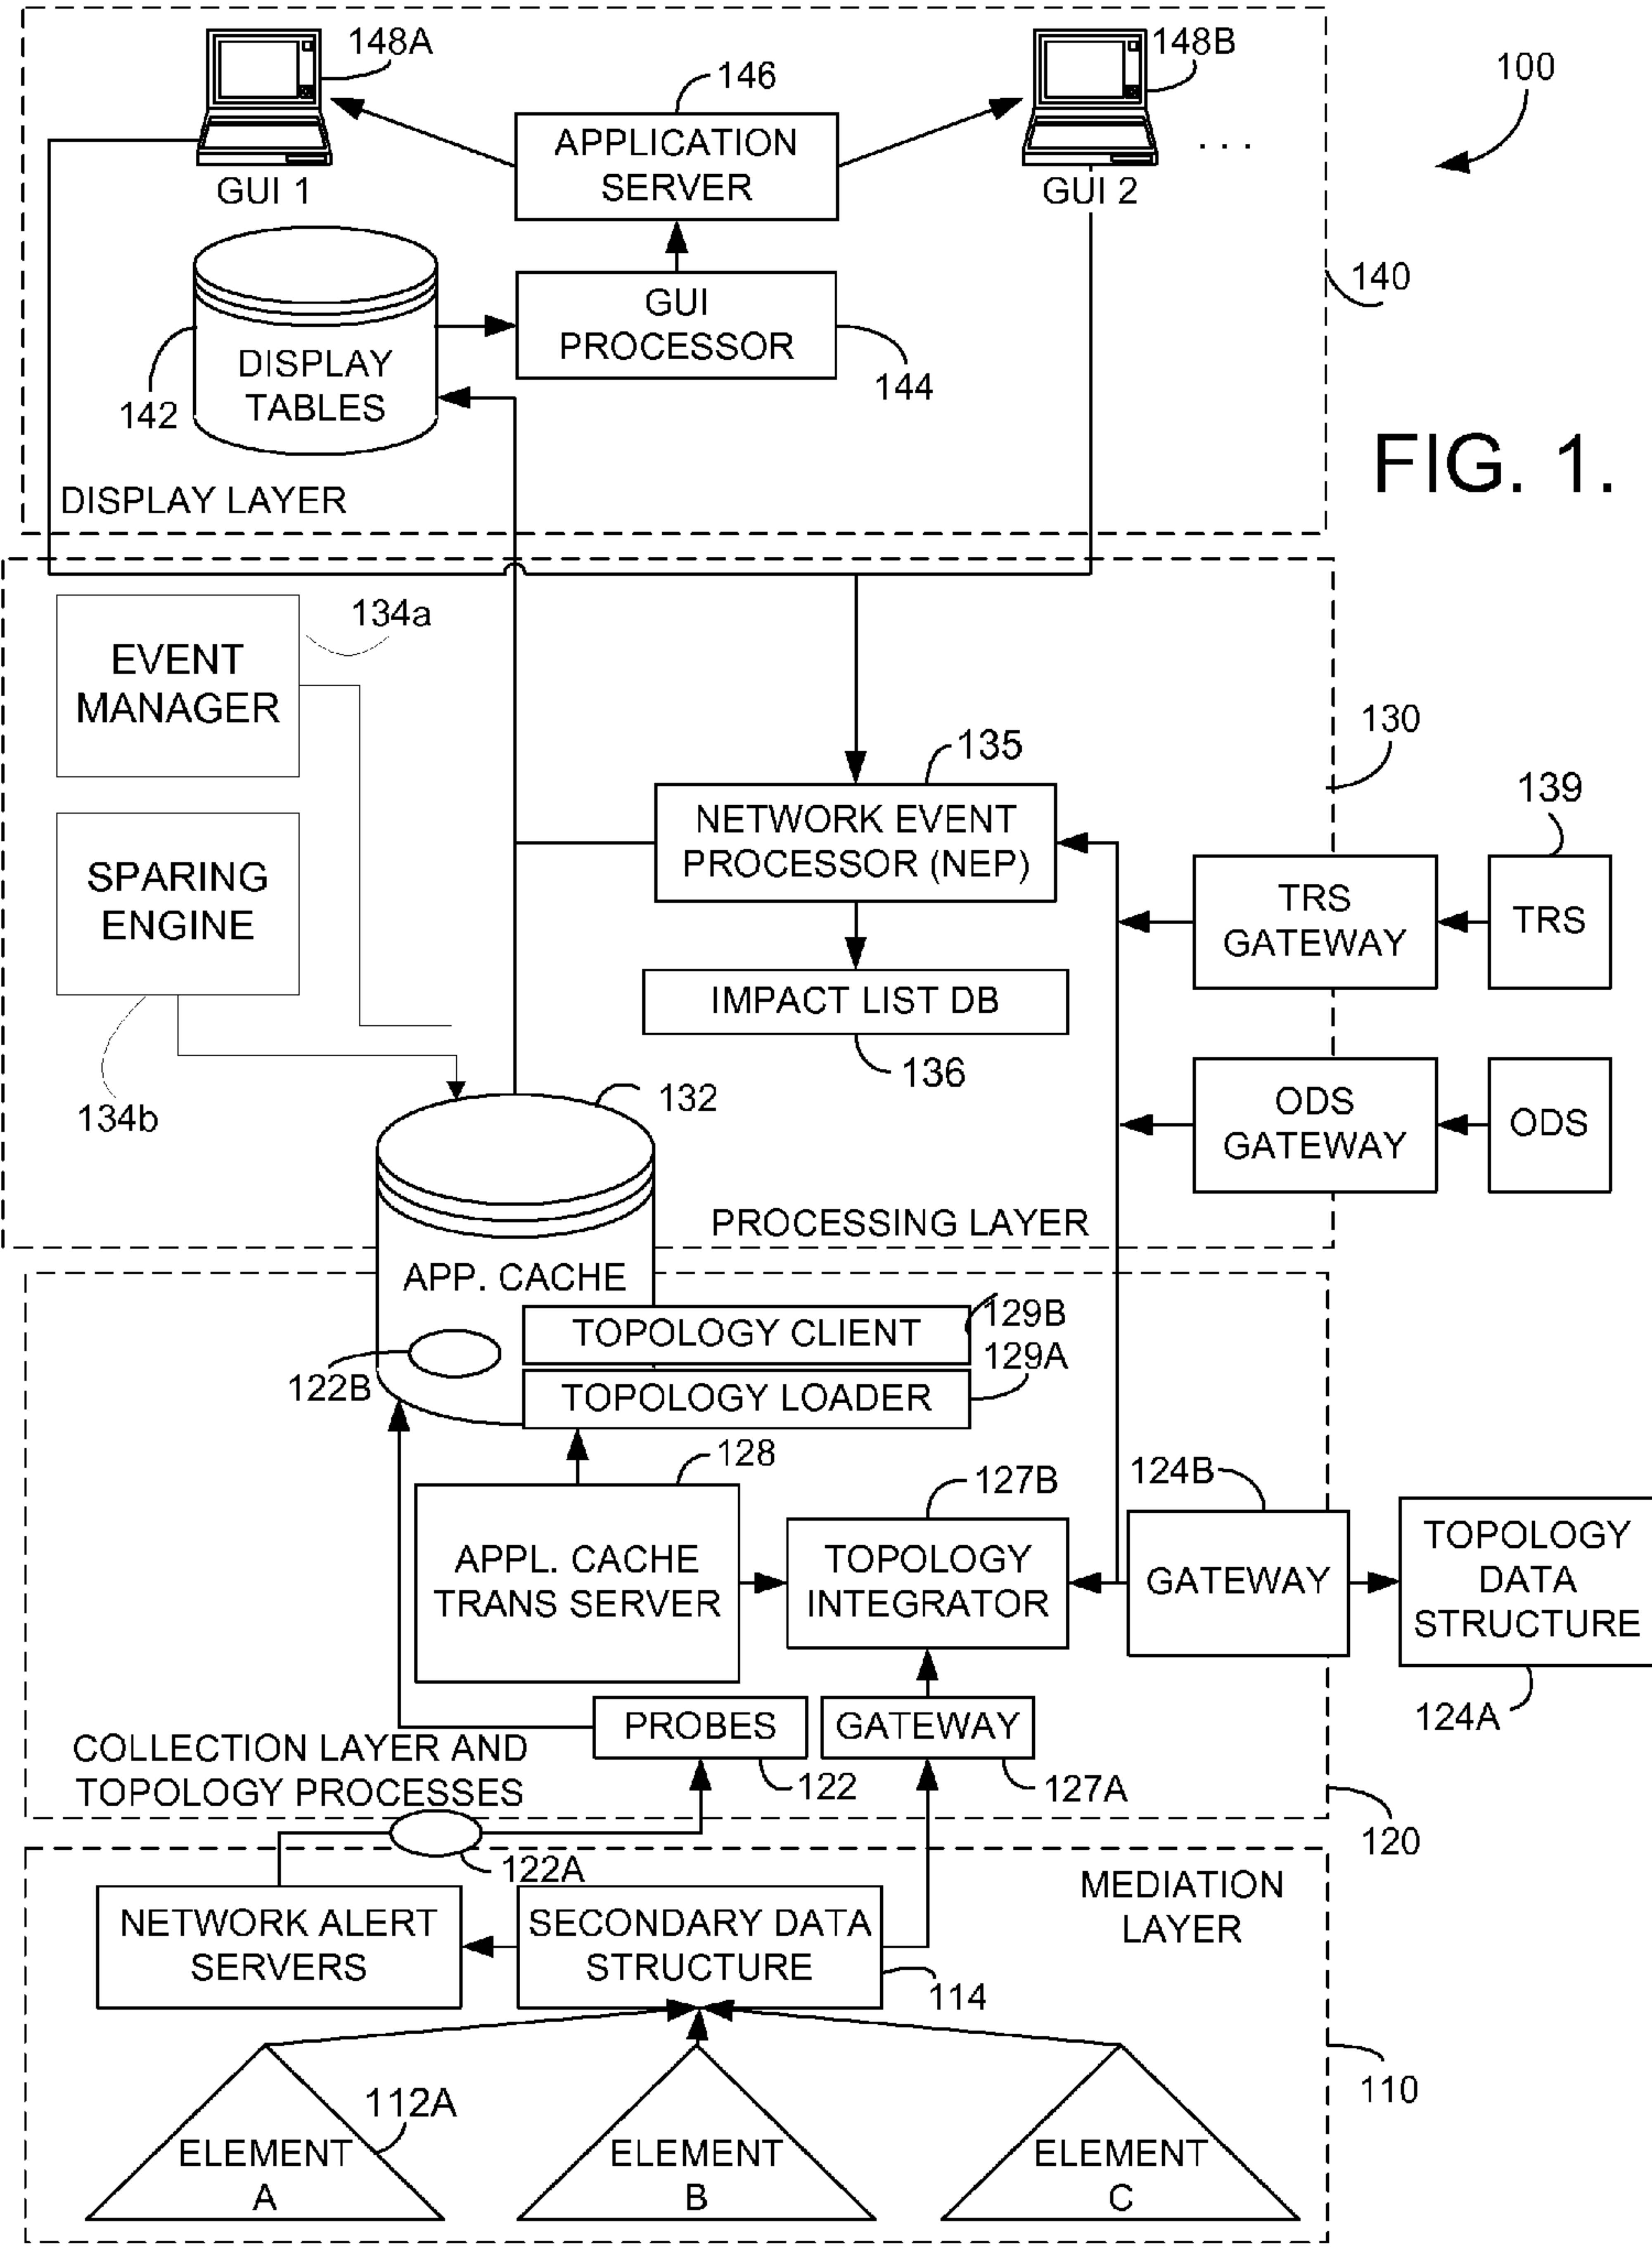 148A
148B
146
100
APPLICATION
SERVER
. . .
GUI 1
GUI 2
140
GUI
PROCESSOR
DISPLAY
TABLES
142
144
FIG. 1.
DISPLAY LAYER
134a
EVENT
MANAGER
130
135
139
NETWORK EVENT
PROCESSOR (NEP)
SPARING
ENGINE
TRS
GATEWAY
TRS
IMPACT LIST DB
136
132
134b
ODS
GATEWAY
ODS
PROCESSING LAYER
APP. CACHE
129B
TOPOLOGY CLIENT
129A
122B
TOPOLOGY LOADER
128
127B
124B
TOPOLOGY
DATA
STRUCTURE
APPL. CACHE
TRANS SERVER
TOPOLOGY
INTEGRATOR
GATEWAY
124A
PROBES
GATEWAY
COLLECTION LAYER AND
TOPOLOGY PROCESSES
122
127A
120
122A
MEDIATION
LAYER
NETWORK ALERT
SERVERS
SECONDARY DATA
STRUCTURE
114
110
112A
ELEMENT
A
ELEMENT
B
ELEMENT
C